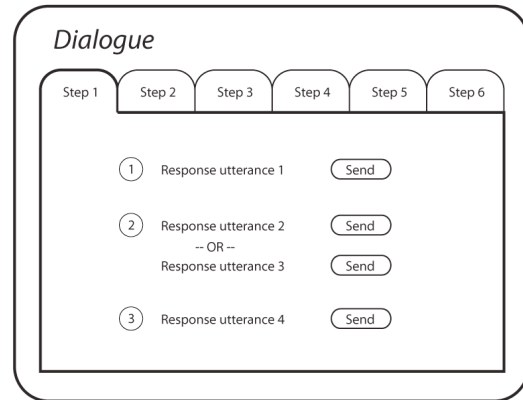 Dialogue
Step 1 Step 2 Step 3 Step 4 Step 5 Step 6
1 Response utterance 1 Send
2 Response utterance 2 Send
-- OR --
Response utterance 3 Send
3 Response utterance 4 Send